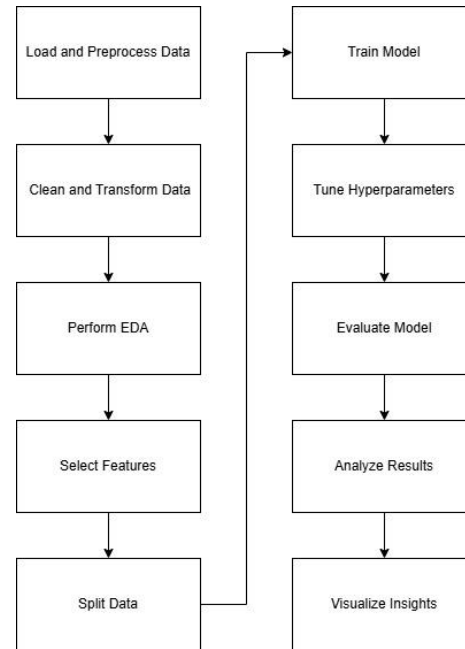 Load and Preprocess Data
Clean and Transform Data
Perform EDA
Select Features
Split Data
Train Model
Tune Hyperparameters
Evaluate Model
Analyze Results
Visualize Insights